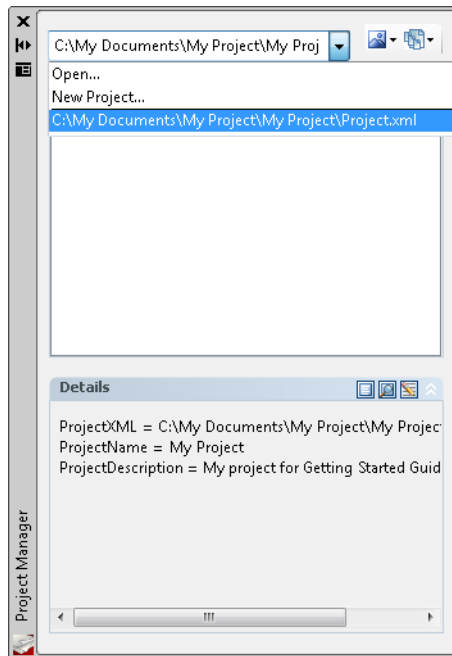 C:\My Documents\My Project\My Proj
Open...
New Project...
C:\My Documents\My Project\My Project\Project.xml
Details
ProjectXML = C:\My Documents\My Project\My Projec
ProjectName = My Project
ProjectDescription = My project for Getting Started Guid
Project Manager